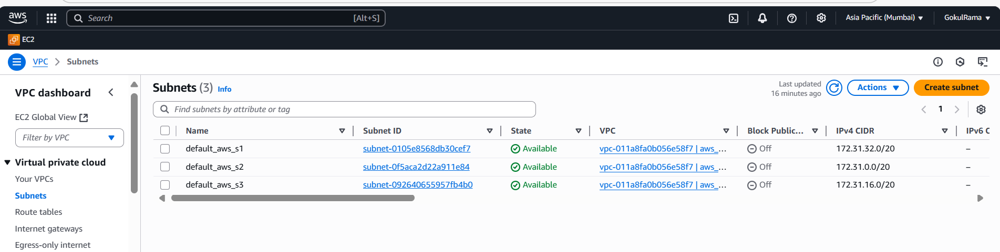 aws
Search [Alt+S]
Asia Pacific (Mumbai) GokulRama
EC2
VPC Subnets
VPC dashboard
EC2 Global View
Filter by VPC
Virtual private cloud
Your VPCs
Subnets
Route tables
Internet gateways
Egress-only internet
Subnets (3) Info
Last updated
16 minutes ago
Actions
Create subnet
Find subnets by attribute or tag
1
Name Subnet ID State VPC Block Public... IPv4 CIDR IPv6 C
default_aws_s1 subnet-0105e8568db30cef7 Available vpc-011a8fa0b056e58f7 | aws_... Off 172.31.32.0/20 –
default_aws_s2 subnet-0f5aca2d22a911e84 Available vpc-011a8fa0b056e58f7 | aws_... Off 172.31.0.0/20 –
default_aws_s3 subnet-092640655957fb4b0 Available vpc-011a8fa0b056e58f7 | aws_... Off 172.31.16.0/20 –